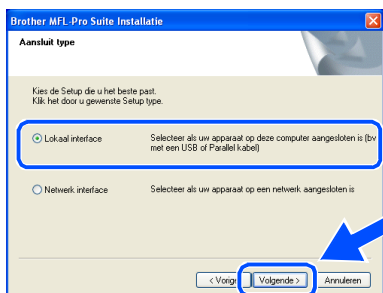 Brother MFL-Pro Suite Installatie
Aansluit type
Kies de Setup die u het beste past.
Klik het door u gewenste Setup type.
Lokaal interface
Selecteer als uw apparaat op deze computer aangesloten is (bv
met een USB of Parallel kabel)
Netwerk interface
Selecteer als uw apparaat op een netwerk aangesloten is
< Vorige
Volgende >
Annuleren